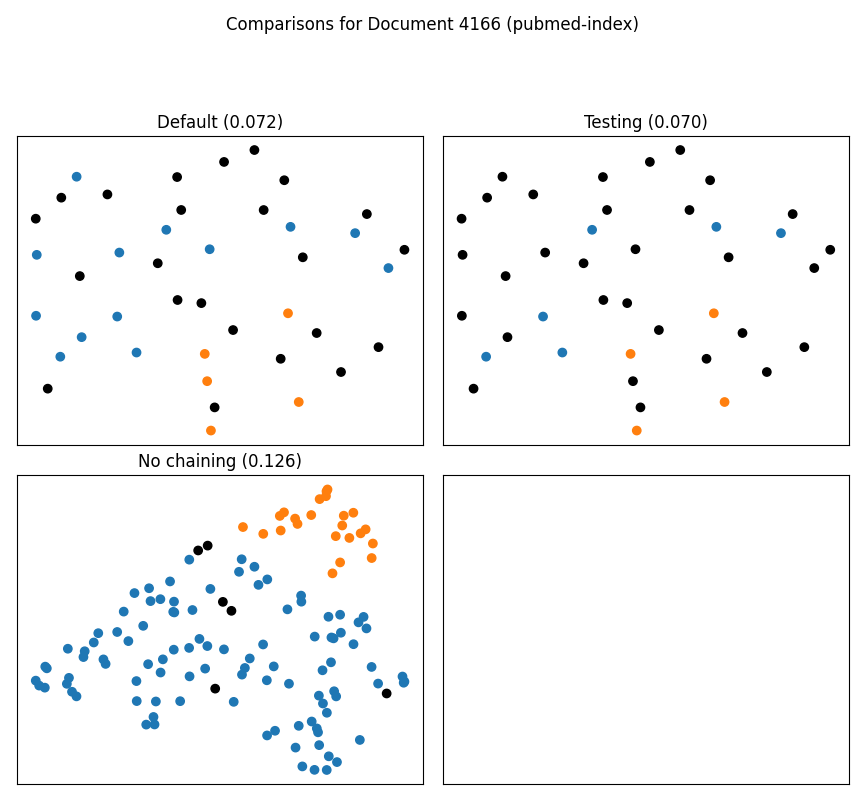 Comparisons for Document 4166 (pubmed-index)
Default (0.072)
Testing (0.070)
No chaining (0.126)